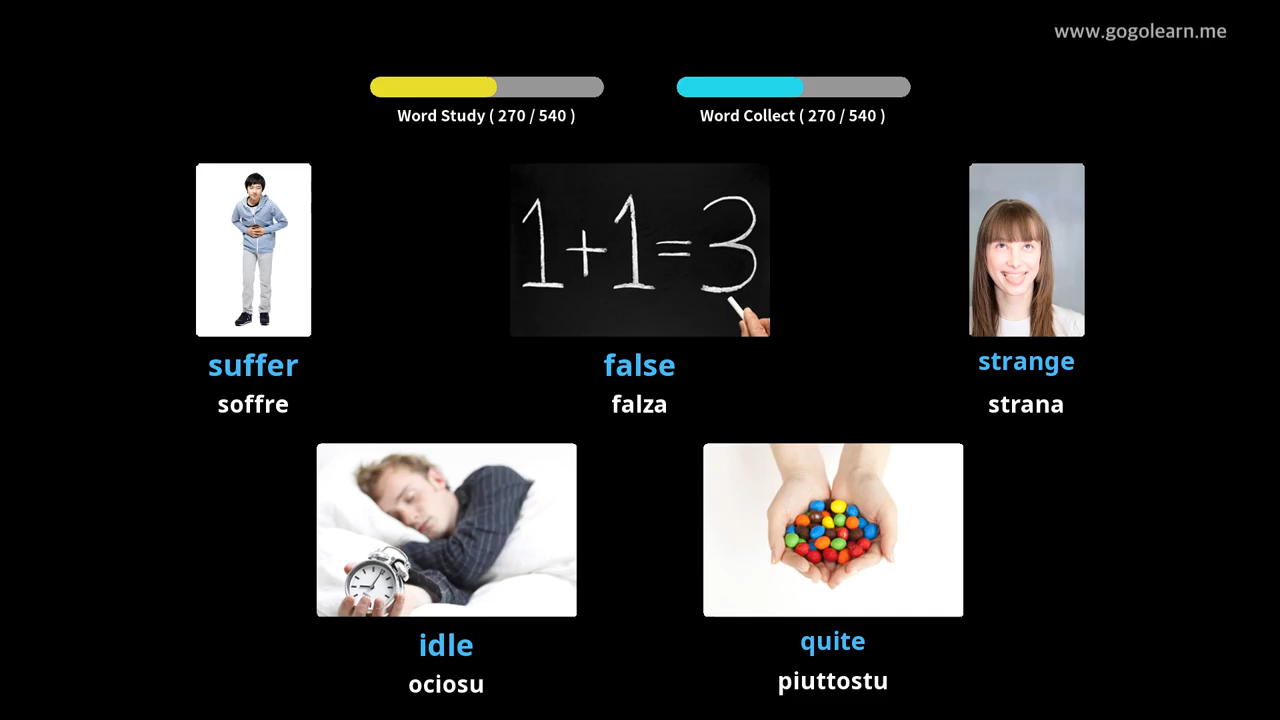 www.gogolearn.me
Word Study ( 270 / 540 )
Word Collect ( 270 / 540 )
1+1=3
suffer
soffre
false
falza
strange
strana
idle
ociosu
quite
piuttostu